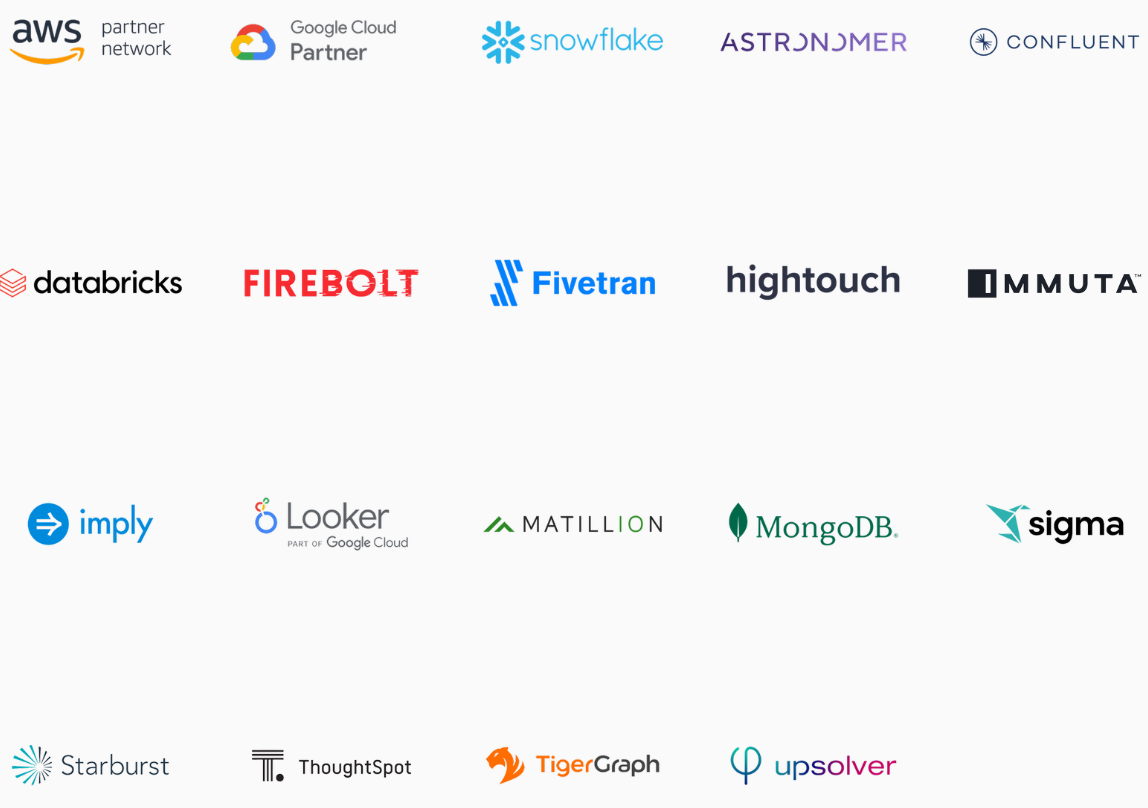 aws partner network
Google Cloud Partner
snowflake
ASTRONOMER
CONFLUENT
databricks
FIREBOLT
Fivetran
hightouch
IMMUTA™
imply
Looker
PART OF Google Cloud
MATILLION
MongoDB®
sigma
Starburst
ThoughtSpot
TigerGraph
upsolver